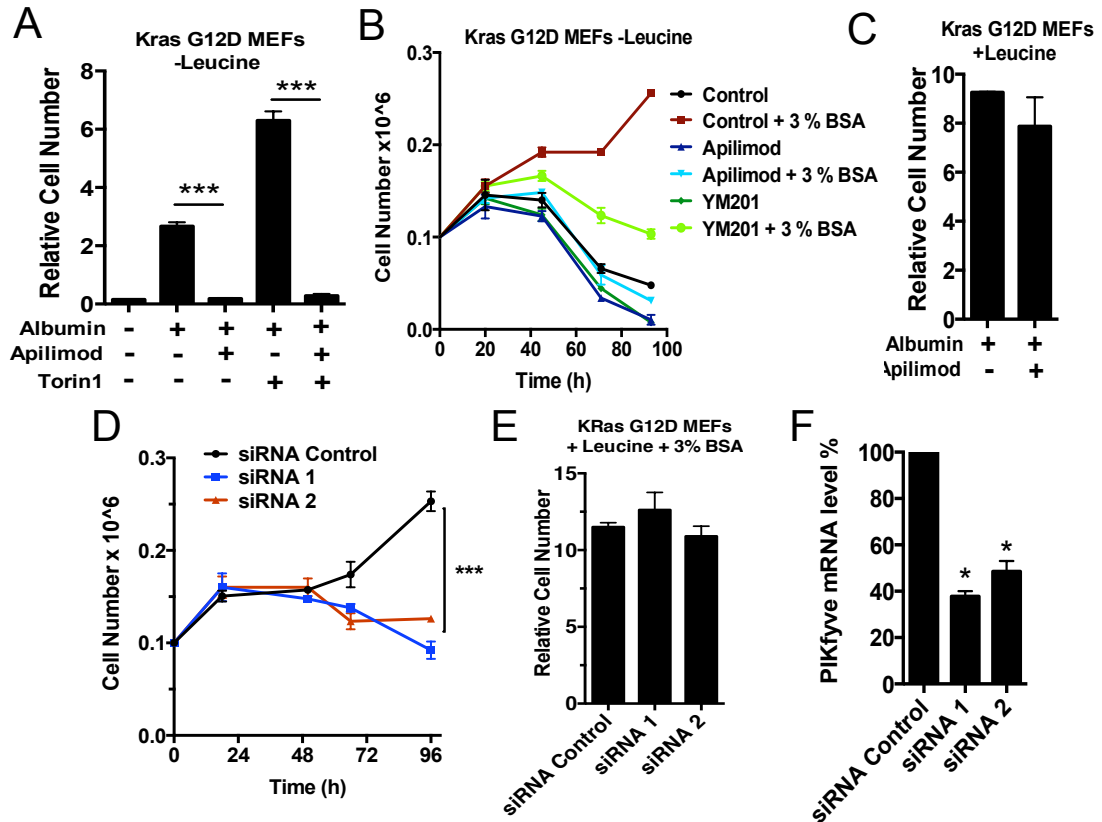 A
Kras G12D MEFs
-Leucine
Relative Cell Number
8
6
4
2
0
***
***
Albumin - + + + +
Apilimod - - + - +
Torin1 - - - + +
B
Kras G12D MEFs -Leucine
Cell Number x10^6
0.3
0.2
0.1
0.0
0 20 40 60 80 100
Time (h)
Control
Control + 3 % BSA
Apilimod
Apilimod + 3 % BSA
YM201
YM201 + 3 % BSA
C
Kras G12D MEFs
+Leucine
Relative Cell Number
10
8
6
4
2
0
Albumin + +
Apilimod - +
D
siRNA Control
siRNA 1
siRNA 2
Cell Number x 10^6
0.3
0.2
0.1
0.0
***
0 24 48 72 96
Time (h)
E
KRas G12D MEFs
+ Leucine + 3% BSA
Relative Cell Number
15
10
5
0
siRNA Control
siRNA 1
siRNA 2
F
PIKfyve mRNA level %
100
80
60
40
20
0
*
*
siRNA Control
siRNA 1
siRNA 2